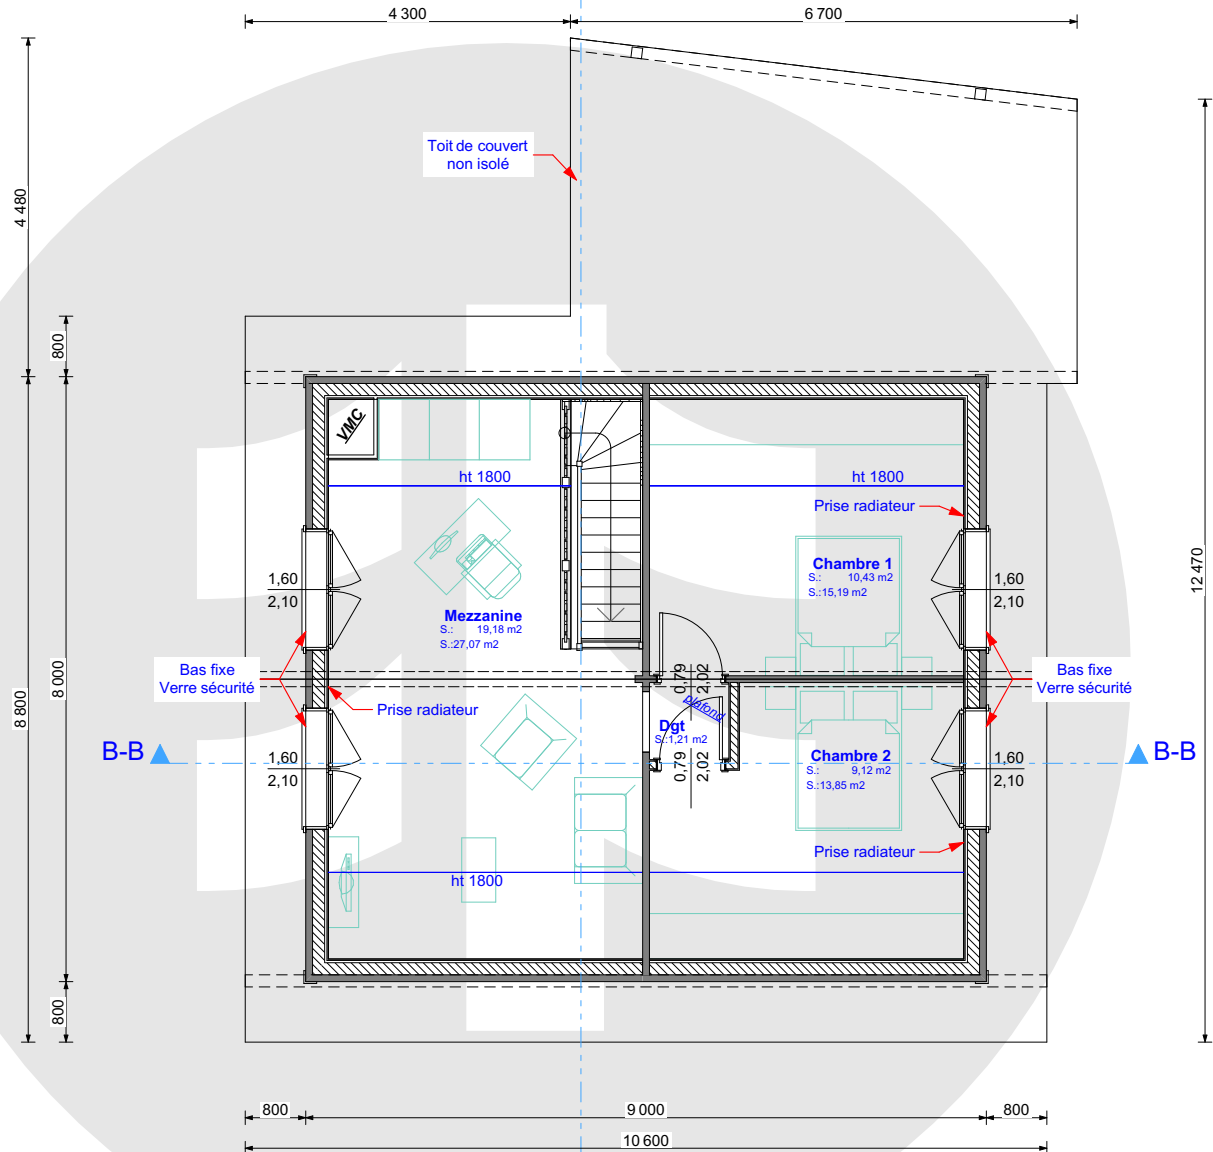 4 300
6 700
Toit de couvert
non isolé
4 480
800
12 470
VMC
ht 1800
ht 1800
Prise radiateur
Chambre 1
S.: 10,43 m2
S.:15,19 m2
1,60
2,10
1,60
2,10
Mezzanine
S.: 19,18 m2
S.:27,07 m2
8 800
8 000
Bas fixe
Verre sécurité
0,79
2,02
Bas fixe
Verre sécurité
Prise radiateur
plafond
Dgt
S.:1,21 m2
B-B
0,79
2,02
Chambre 2
S.: 9,12 m2
S.:13,85 m2
B-B
1,60
2,10
1,60
2,10
Prise radiateur
ht 1800
800
800
9 000
800
10 600